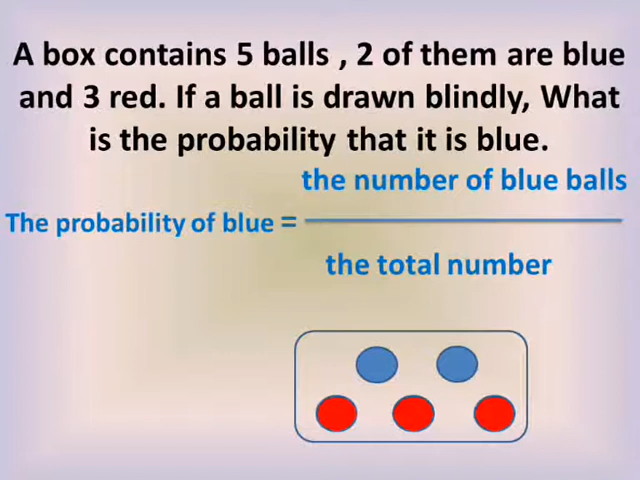 A box contains 5 balls , 2 of them are blue
and 3 red. If a ball is drawn blindly, What
is the probability that it is blue.
the number of blue balls
The probability of blue =
the total number